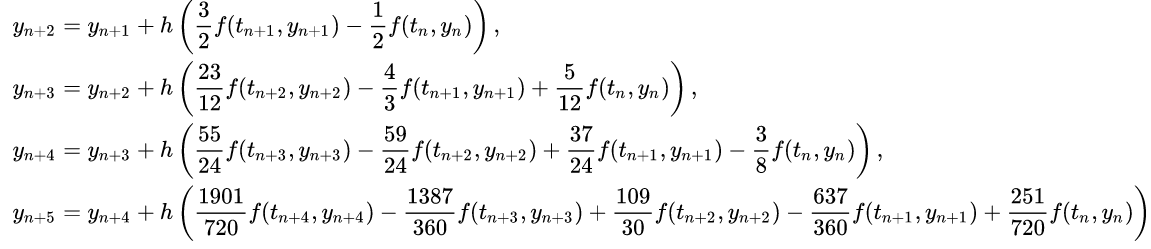 y_{n+2} = y_{n+1} + h \left( \frac{3}{2} f(t_{n+1}, y_{n+1}) - \frac{1}{2} f(t_n, y_n) \right),
y_{n+3} = y_{n+2} + h \left( \frac{23}{12} f(t_{n+2}, y_{n+2}) - \frac{4}{3} f(t_{n+1}, y_{n+1}) + \frac{5}{12} f(t_n, y_n) \right),
y_{n+4} = y_{n+3} + h \left( \frac{55}{24} f(t_{n+3}, y_{n+3}) - \frac{59}{24} f(t_{n+2}, y_{n+2}) + \frac{37}{24} f(t_{n+1}, y_{n+1}) - \frac{3}{8} f(t_n, y_n) \right),
y_{n+5} = y_{n+4} + h \left( \frac{1901}{720} f(t_{n+4}, y_{n+4}) - \frac{1387}{360} f(t_{n+3}, y_{n+3}) + \frac{109}{30} f(t_{n+2}, y_{n+2}) - \frac{637}{360} f(t_{n+1}, y_{n+1}) + \frac{251}{720} f(t_n, y_n) \right)